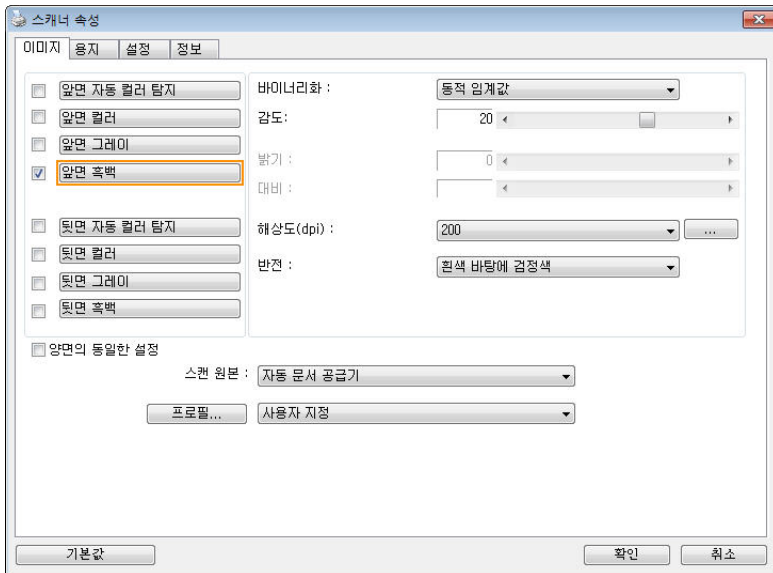 스캐너 속성
이미지 용지 설정 정보
앞면 자동 컬러 탐지
앞면 컬러
앞면 그레이
앞면 흑백
뒷면 자동 컬러 탐지
뒷면 컬러
뒷면 그레이
뒷면 흑백
바이너리화 : 동적 임계값
감도: 20
밝기 : 0
대비 :
해상도(dpi) : 200 ...
반전 : 흰색 바탕에 검정색
양면의 동일한 설정
스캔 원본 : 자동 문서 공급기
프로필... 사용자 지정
기본값 확인 취소